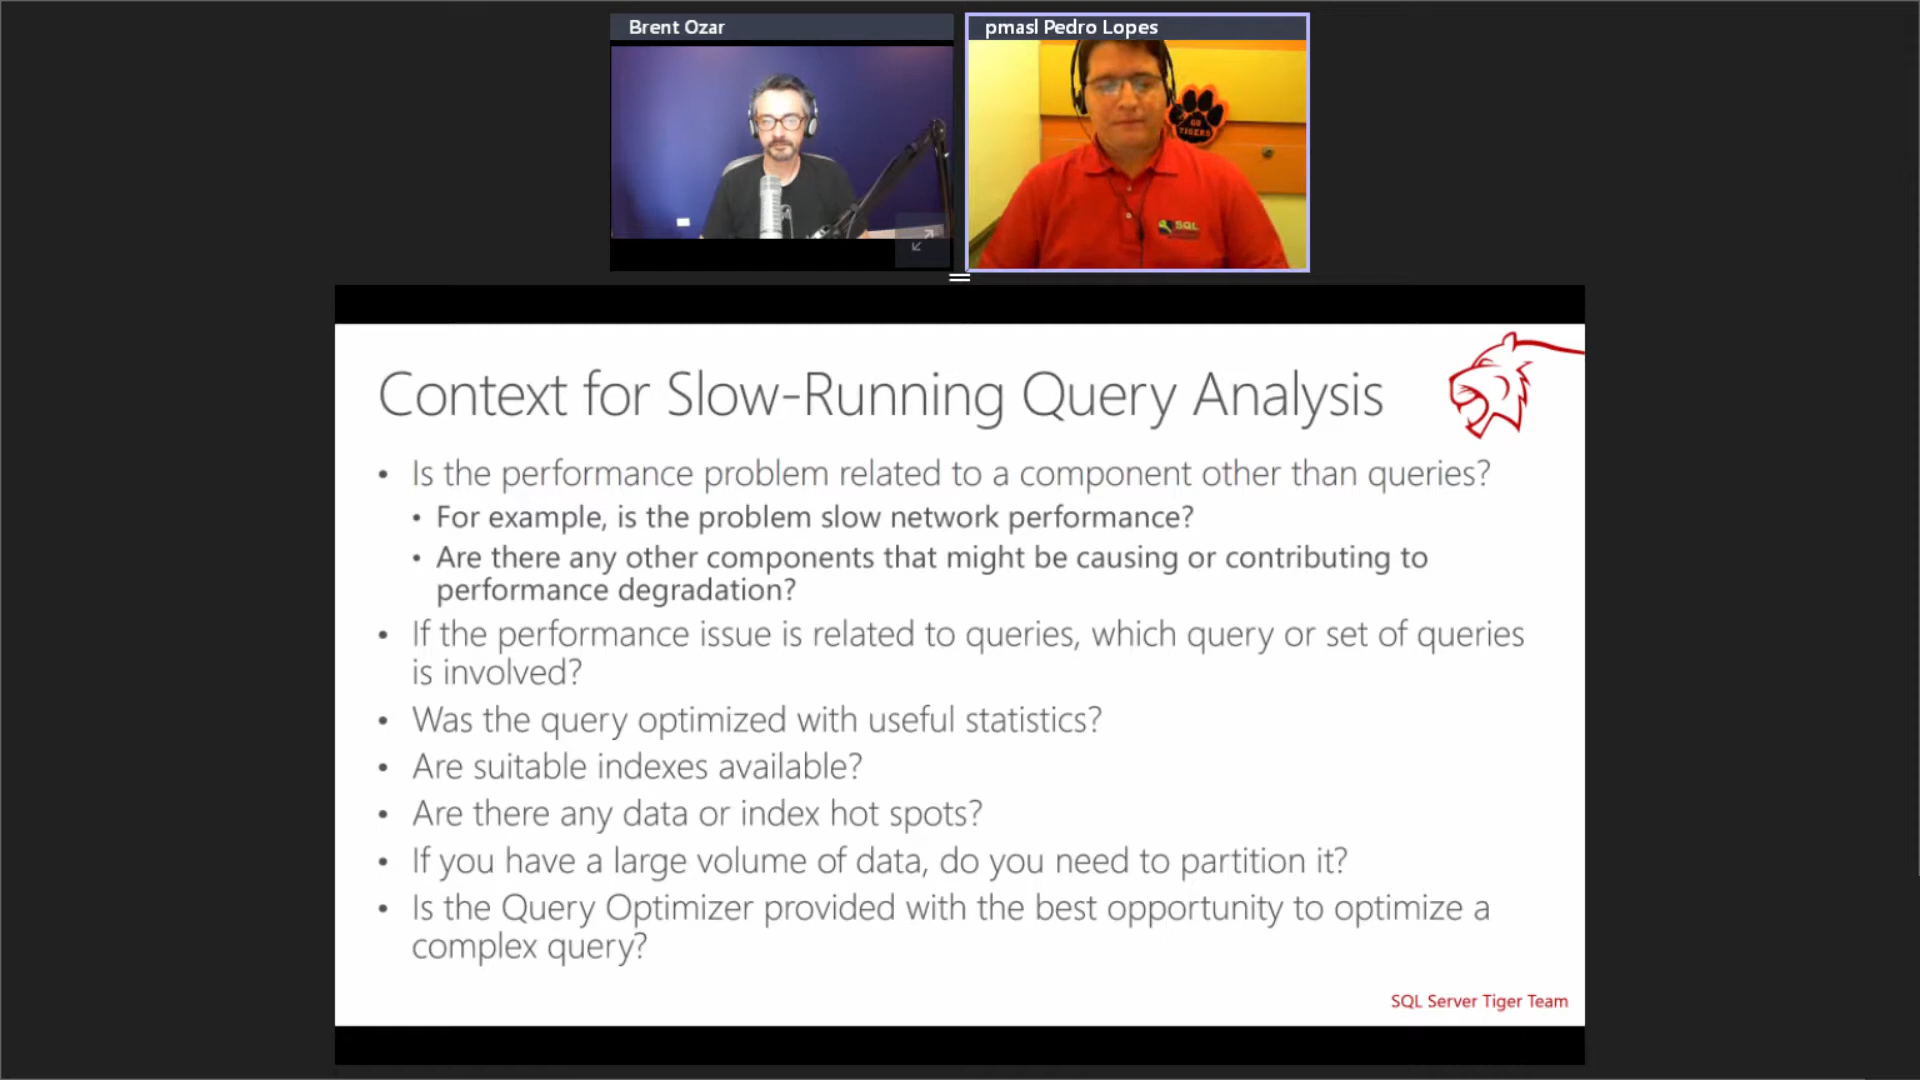 Brent Ozar
pmasl Pedro Lopes
GO
TIGERS
SQL
Context for Slow-Running Query Analysis
• Is the performance problem related to a component other than queries?
• For example, is the problem slow network performance?
• Are there any other components that might be causing or contributing to
performance degradation?
• If the performance issue is related to queries, which query or set of queries
is involved?
• Was the query optimized with useful statistics?
• Are suitable indexes available?
• Are there any data or index hot spots?
• If you have a large volume of data, do you need to partition it?
• Is the Query Optimizer provided with the best opportunity to optimize a
complex query?
SQL Server Tiger Team